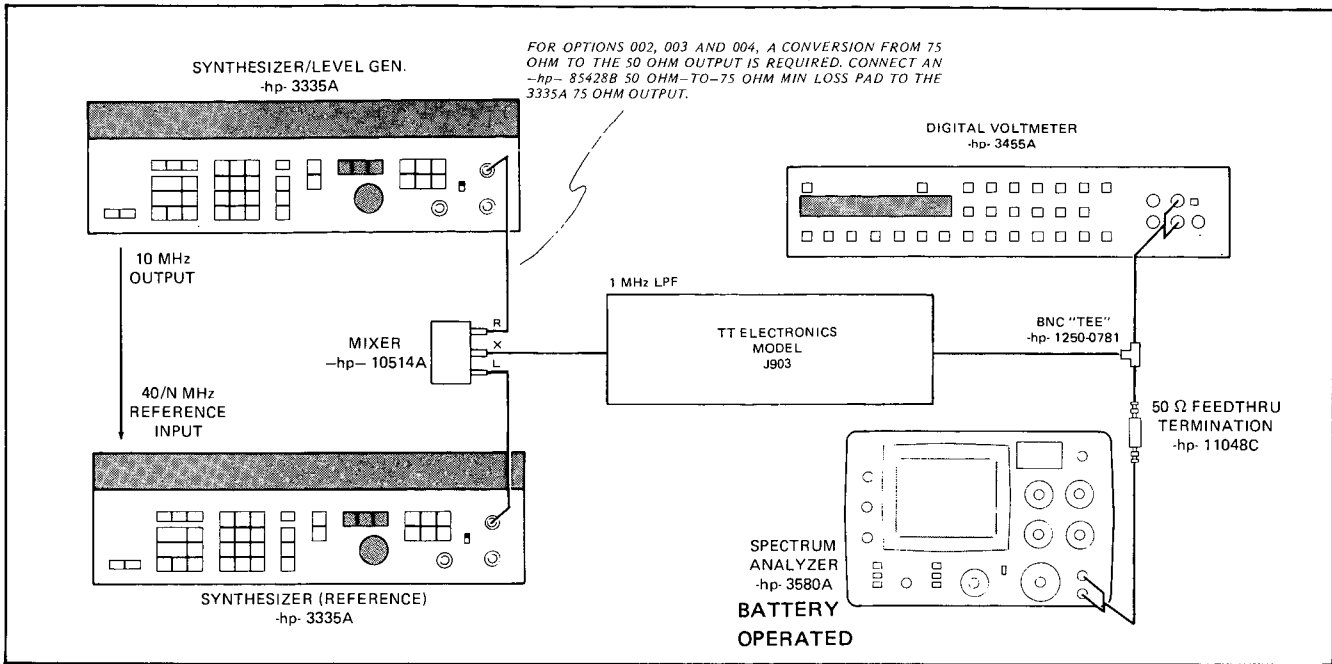 SYNTHESIZER/LEVEL GEN.
-hp- 3335A
FOR OPTIONS 002, 003 AND 004, A CONVERSION FROM 75
OHM TO THE 50 OHM OUTPUT IS REQUIRED. CONNECT AN
-hp- 85428B 50 OHM-TO-75 OHM MIN LOSS PAD TO THE
3335A 75 OHM OUTPUT.
DIGITAL VOLTMETER
-hp- 3455A
10 MHz
OUTPUT
1 MHz LPF
R
X
L
MIXER
-hp- 10514A
TT ELECTRONICS
MODEL
J903
BNC "TEE"
-hp- 1250-0781
40/N MHz
REFERENCE
INPUT
50 Ω FEEDTHRU
TERMINATION
-hp- 11048C
SPECTRUM
ANALYZER
-hp- 3580A
BATTERY
OPERATED
SYNTHESIZER (REFERENCE)
-hp- 3335A